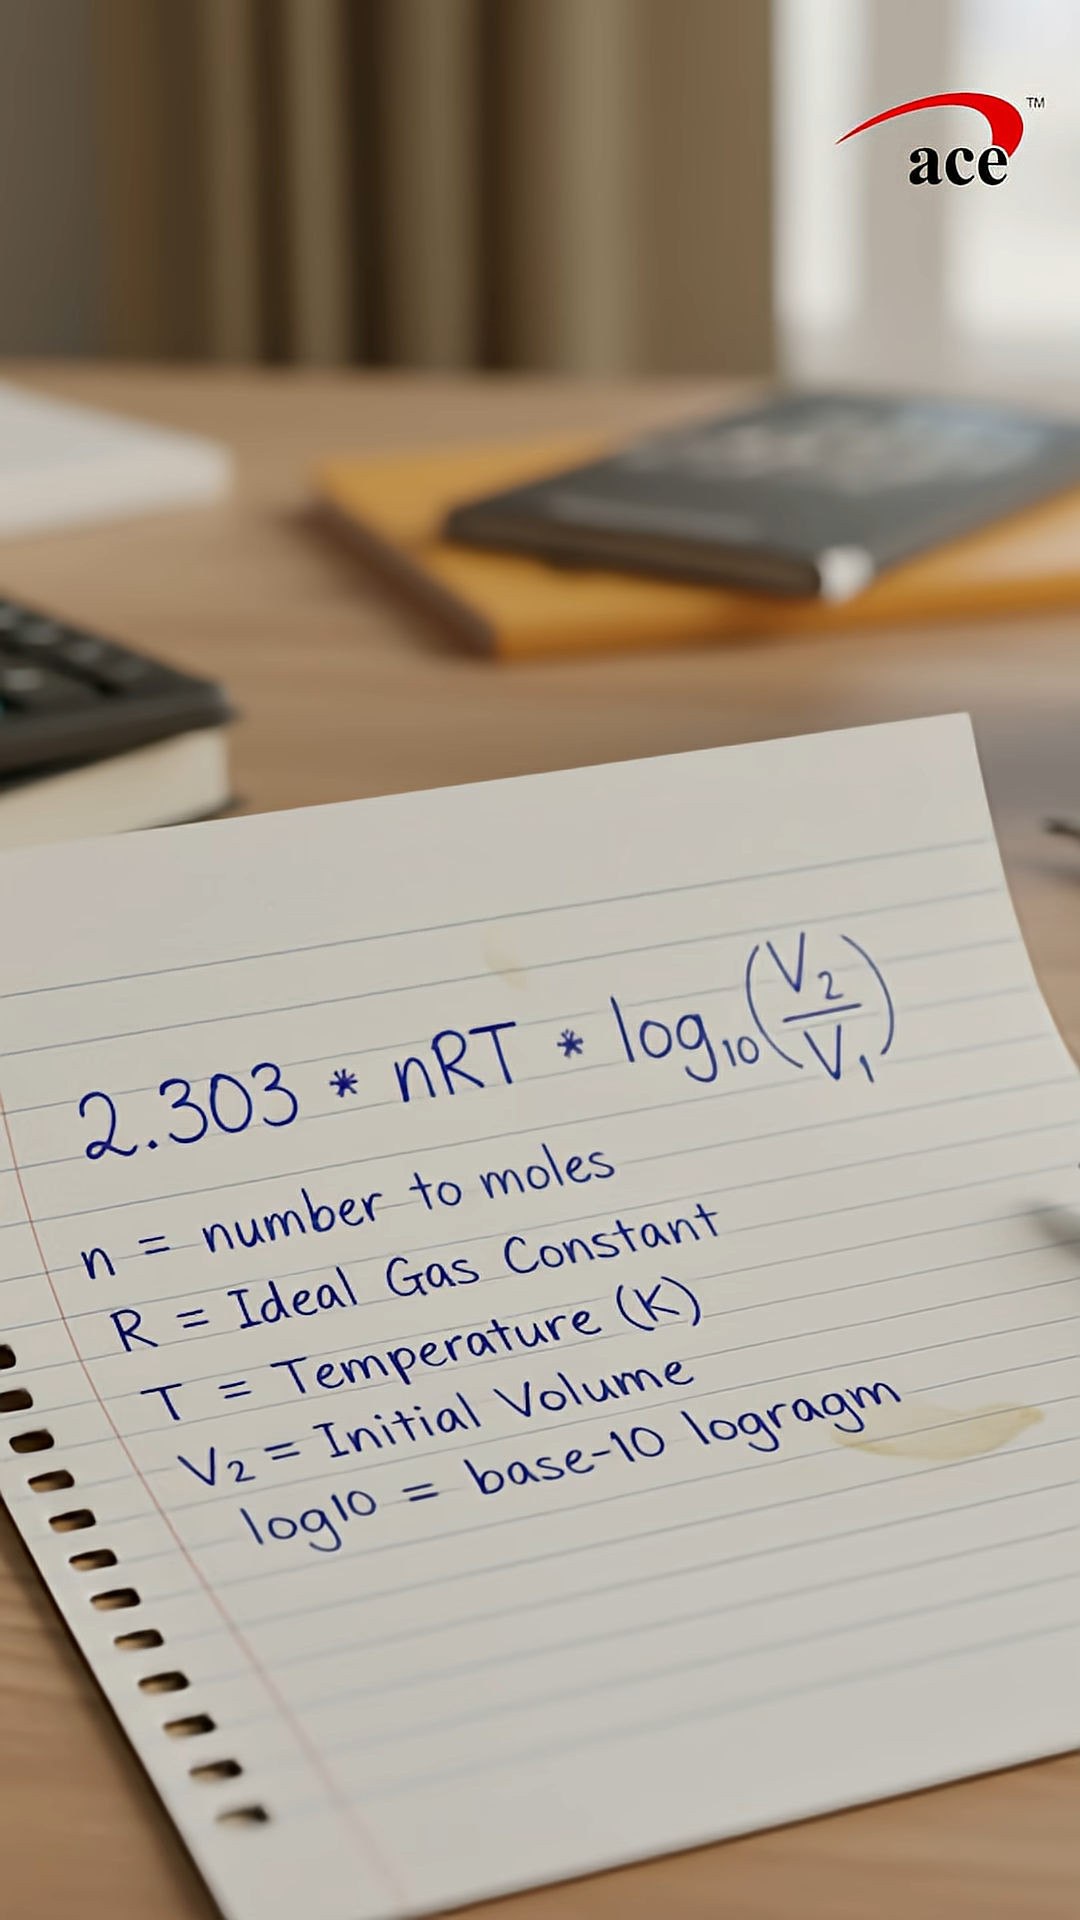 ace TM
2.303 * nRT * log₁₀(V₂/V₁)
n = number to moles
R = Ideal Gas Constant
T = Temperature (K)
V₂ = Initial Volume
log10 = base-10 logragm